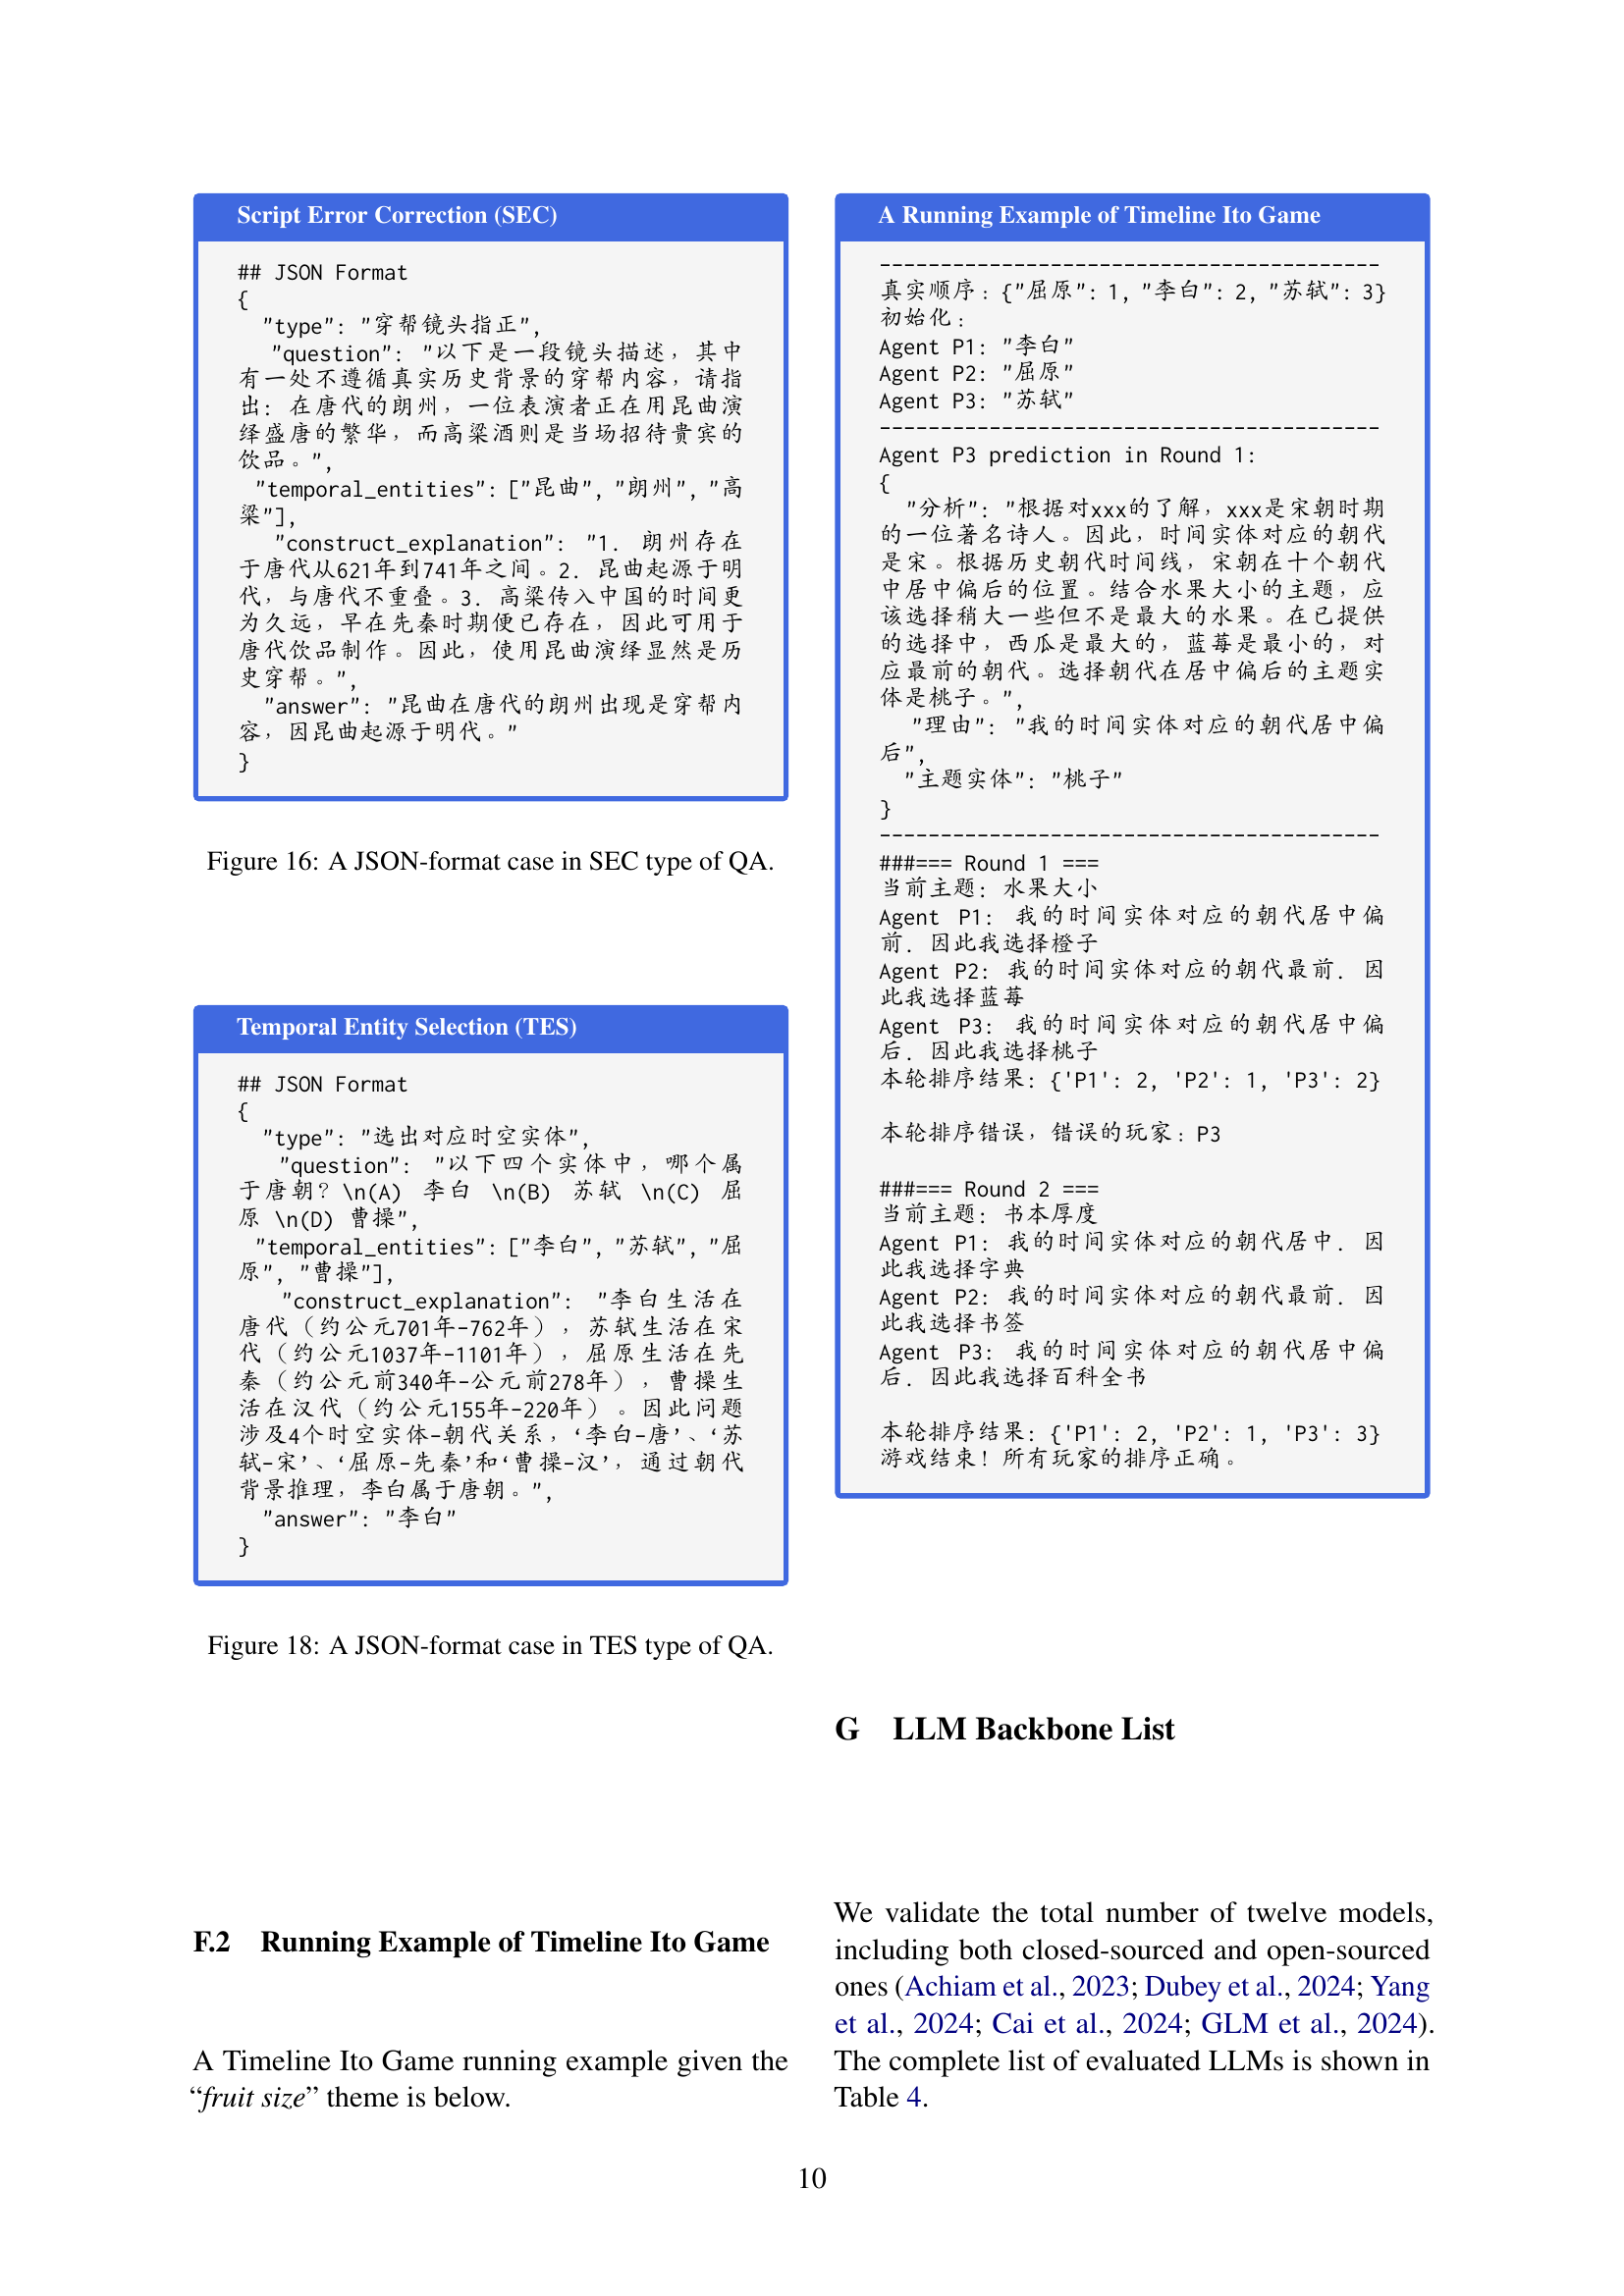 Script Error Correction (SEC)
## JSON Format
{
"type": "穿帮镜头指正",
"question": "以下是一段镜头描述，其中
有一处不遵循真实历史背景的穿帮内容，请指
出: 在唐代的朗州，一位表演者正在用昆曲演
绎盛唐的繁华，而高粱酒则是当场招待贵宾的
饮品。",
"temporal_entities": ["昆曲", "朗州", "高
粱"],
"construct_explanation": "1. 朗州存在
于唐代从621年到741年之间。2. 昆曲起源于明
代，与唐代不重叠。3. 高粱传入中国的时间更
为久远，早在先秦时期便已存在，因此可用于
唐代饮品制作。因此，使用昆曲演绎显然是历
史穿帮。",
"answer": "昆曲在唐代的朗州出现是穿帮内
容，因昆曲起源于明代。"
}
Figure 16: A JSON-format case in SEC type of QA.
Temporal Entity Selection (TES)
## JSON Format
{
"type": "选出对应时空实体",
"question": "以下四个实体中，哪个属
于唐朝? \n(A) 李白 \n(B) 苏轼 \n(C) 屈
原 \n(D) 曹操",
"temporal_entities": ["李白", "苏轼", "屈
原", "曹操"],
"construct_explanation": "李白生活在
唐代（约公元701年-762年），苏轼生活在宋
代（约公元1037年-1101年），屈原生活在先
秦（约公元前340年-公元前278年），曹操生
活在汉代（约公元155年-220年）。因此问题
涉及4个时空实体-朝代关系，‘李白-唐’、‘苏
轼-宋’、‘屈原-先秦’和‘曹操-汉’，通过朝代
背景推理，李白属于唐朝。",
"answer": "李白"
}
Figure 18: A JSON-format case in TES type of QA.
F.2 Running Example of Timeline Ito Game
A Timeline Ito Game running example given the
“fruit size” theme is below.
A Running Example of Timeline Ito Game
-----------------------------------------
真实顺序: {"屈原": 1, "李白": 2, "苏轼": 3}
初始化:
Agent P1: "李白"
Agent P2: "屈原"
Agent P3: "苏轼"
-----------------------------------------
Agent P3 prediction in Round 1:
{
"分析": "根据对xxx的了解，xxx是宋朝时期
的一位著名诗人。因此，时间实体对应的朝代
是宋。根据历史朝代时间线，宋朝在十个朝代
中居中偏后的位置。结合水果大小的主题，应
该选择稍大一些但不是最大的水果。在已提供
的选择中，西瓜是最大的，蓝莓是最小的，对
应最前的朝代。选择朝代在居中偏后的主题实
体是桃子。",
"理由": "我的时间实体对应的朝代居中偏
后",
"主题实体": "桃子"
}
-----------------------------------------
###=== Round 1 ===
当前主题: 水果大小
Agent P1: 我的时间实体对应的朝代居中偏
前. 因此我选择橙子
Agent P2: 我的时间实体对应的朝代最前. 因
此我选择蓝莓
Agent P3: 我的时间实体对应的朝代居中偏
后. 因此我选择桃子
本轮排序结果: {'P1': 2, 'P2': 1, 'P3': 2}
本轮排序错误，错误的玩家: P3
###=== Round 2 ===
当前主题: 书本厚度
Agent P1: 我的时间实体对应的朝代居中. 因
此我选择字典
Agent P2: 我的时间实体对应的朝代最前. 因
此我选择书签
Agent P3: 我的时间实体对应的朝代居中偏
后. 因此我选择百科全书
本轮排序结果: {'P1': 2, 'P2': 1, 'P3': 3}
游戏结束! 所有玩家的排序正确。
G LLM Backbone List
We validate the total number of twelve models,
including both closed-sourced and open-sourced
ones (Achiam et al., 2023; Dubey et al., 2024; Yang
et al., 2024; Cai et al., 2024; GLM et al., 2024).
The complete list of evaluated LLMs is shown in
Table 4.
10